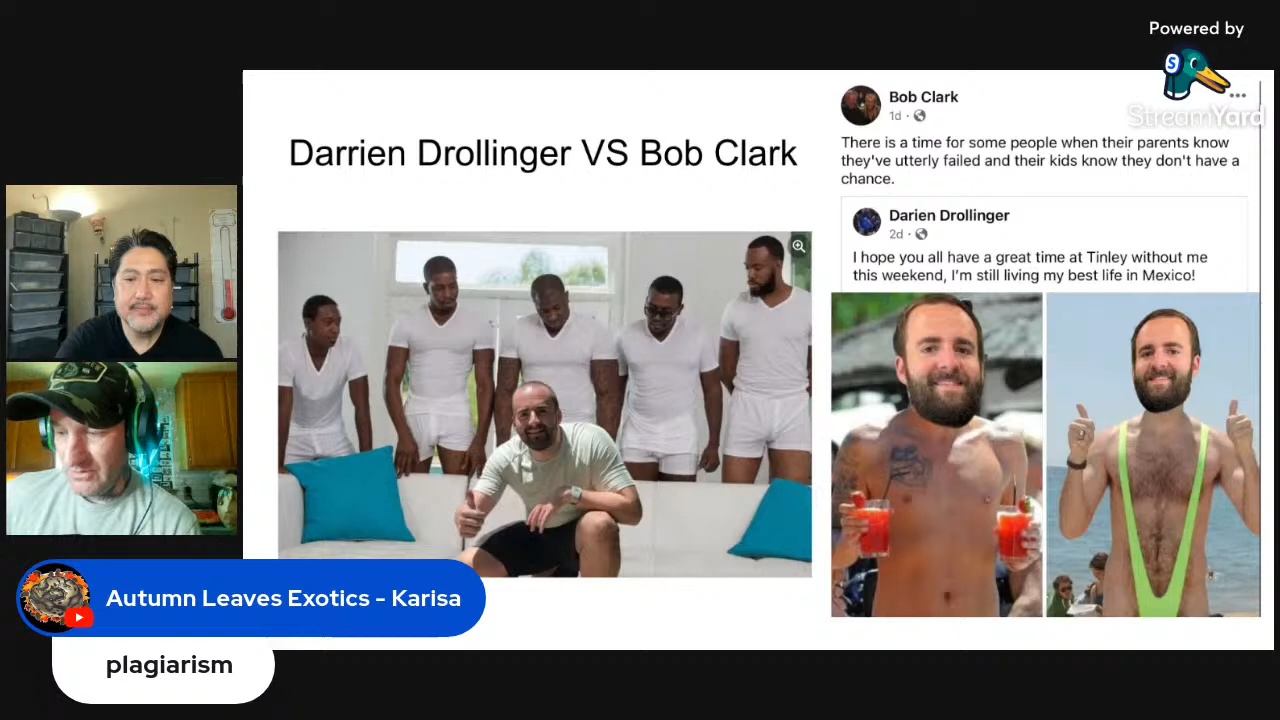 Powered by
StreamYard
Darrien Drollinger VS Bob Clark
Bob Clark
1d
There is a time for some people when their parents know
they've utterly failed and their kids know they don't have a
chance.
Darien Drollinger
2d
I hope you all have a great time at Tinley without me
this weekend, I'm still living my best life in Mexico!
Autumn Leaves Exotics - Karisa
plagiarism